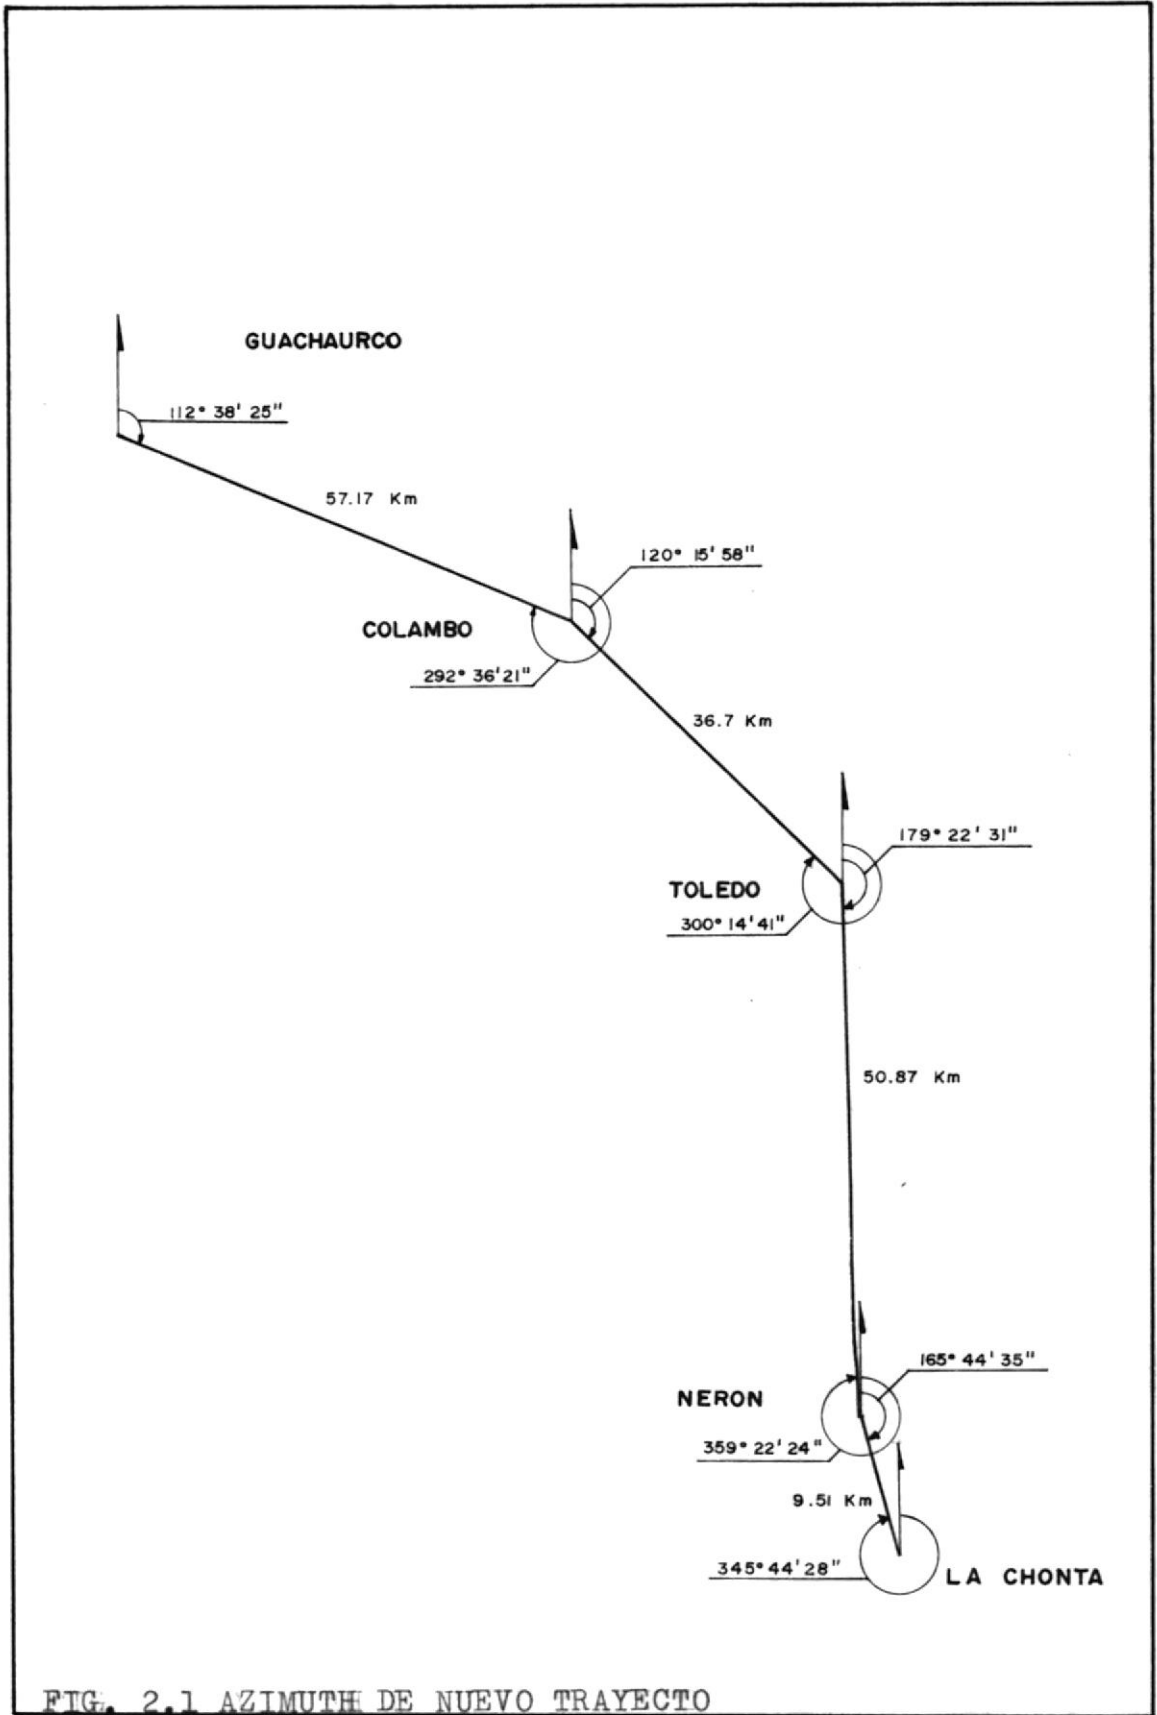 GUACHAURCO
112° 38' 25"
57.17 Km
120° 15' 58"
COLAMBO
292° 36' 21"
36.7 Km
179° 22' 31"
TOLEDO
300° 14' 41"
50.87 Km
165° 44' 35"
NERON
359° 22' 24"
9.51 Km
345° 44' 28"
LA CHONTA
FIG. 2.1 AZIMUTH DE NUEVO TRAYECTO